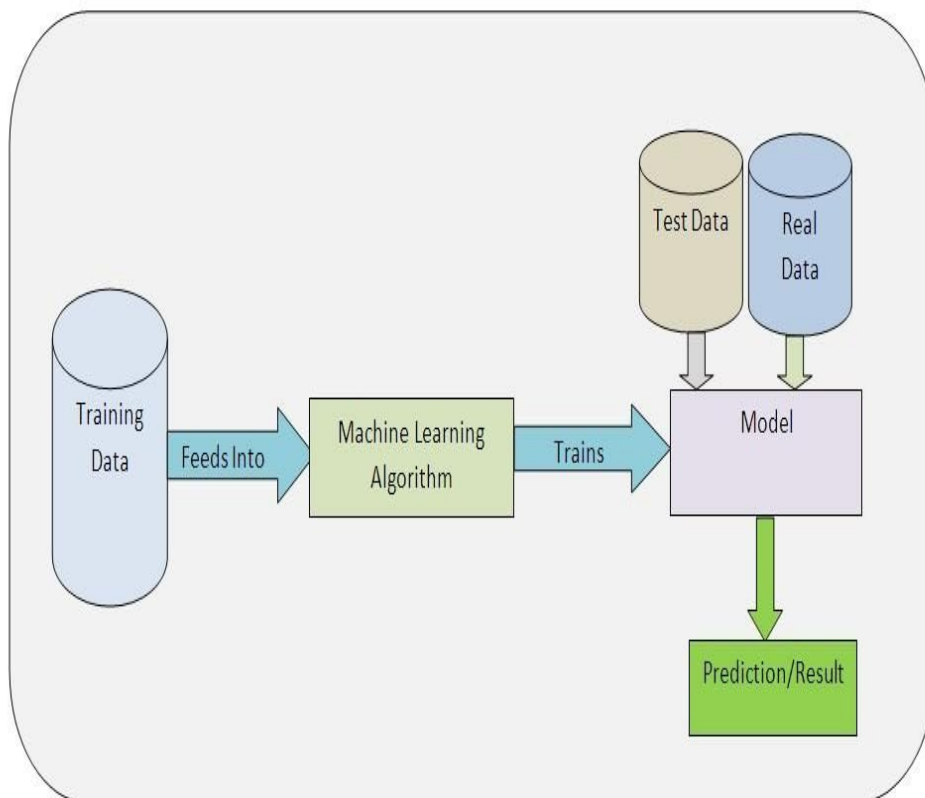 Training
Data
Feeds Into
Machine Learning
Algorithm
Trains
Test Data
Real
Data
Model
Prediction/Result